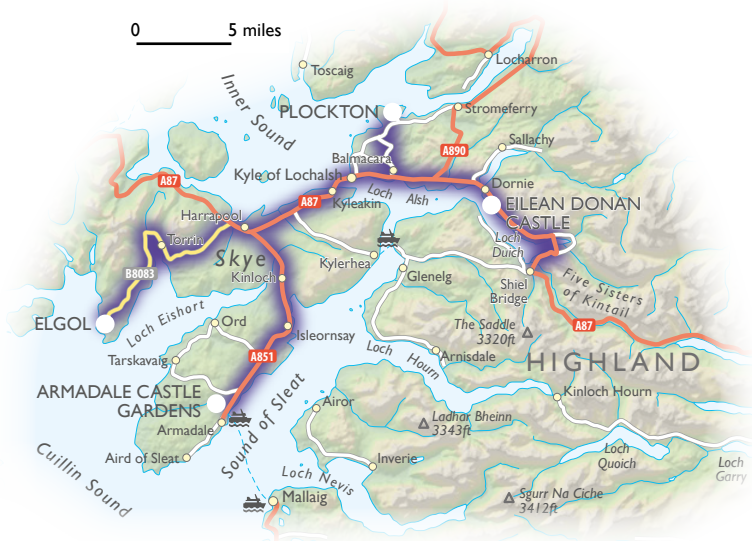 0 5 miles
Toscaig
Locharron
Inner Sound
PLOCKTON
Stromeferry
Sallachy
A890
Balmacara
Kyle of Lochalsh
A87
Loch Alsh
Dornie
A87
Kyleakin
EILEAN DONAN
CASTLE
Harrapool
Torrin
Skye
Loch
Duich
B8083
Kylerhea
Kinloch
Glenelg
Shiel
Bridge
Five Sisters
of Kintail
Loch Eishort
ELGOL
Ord
Isleornsay
The Saddle
3320ft
A87
Tarskavaig
A851
Loch Hourn
Arnisdale
HIGHLAND
ARMADALE CASTLE
GARDENS
Kinloch Hourn
Airor
Sound of Sleat
Ladhar Bheinn
3343ft
Armadale
Aird of Sleat
Cuillin Sound
Inverie
Loch
Quoich
Loch
Garry
Loch Nevis
Mallaig
Sgurr Na Ciche
3412ft